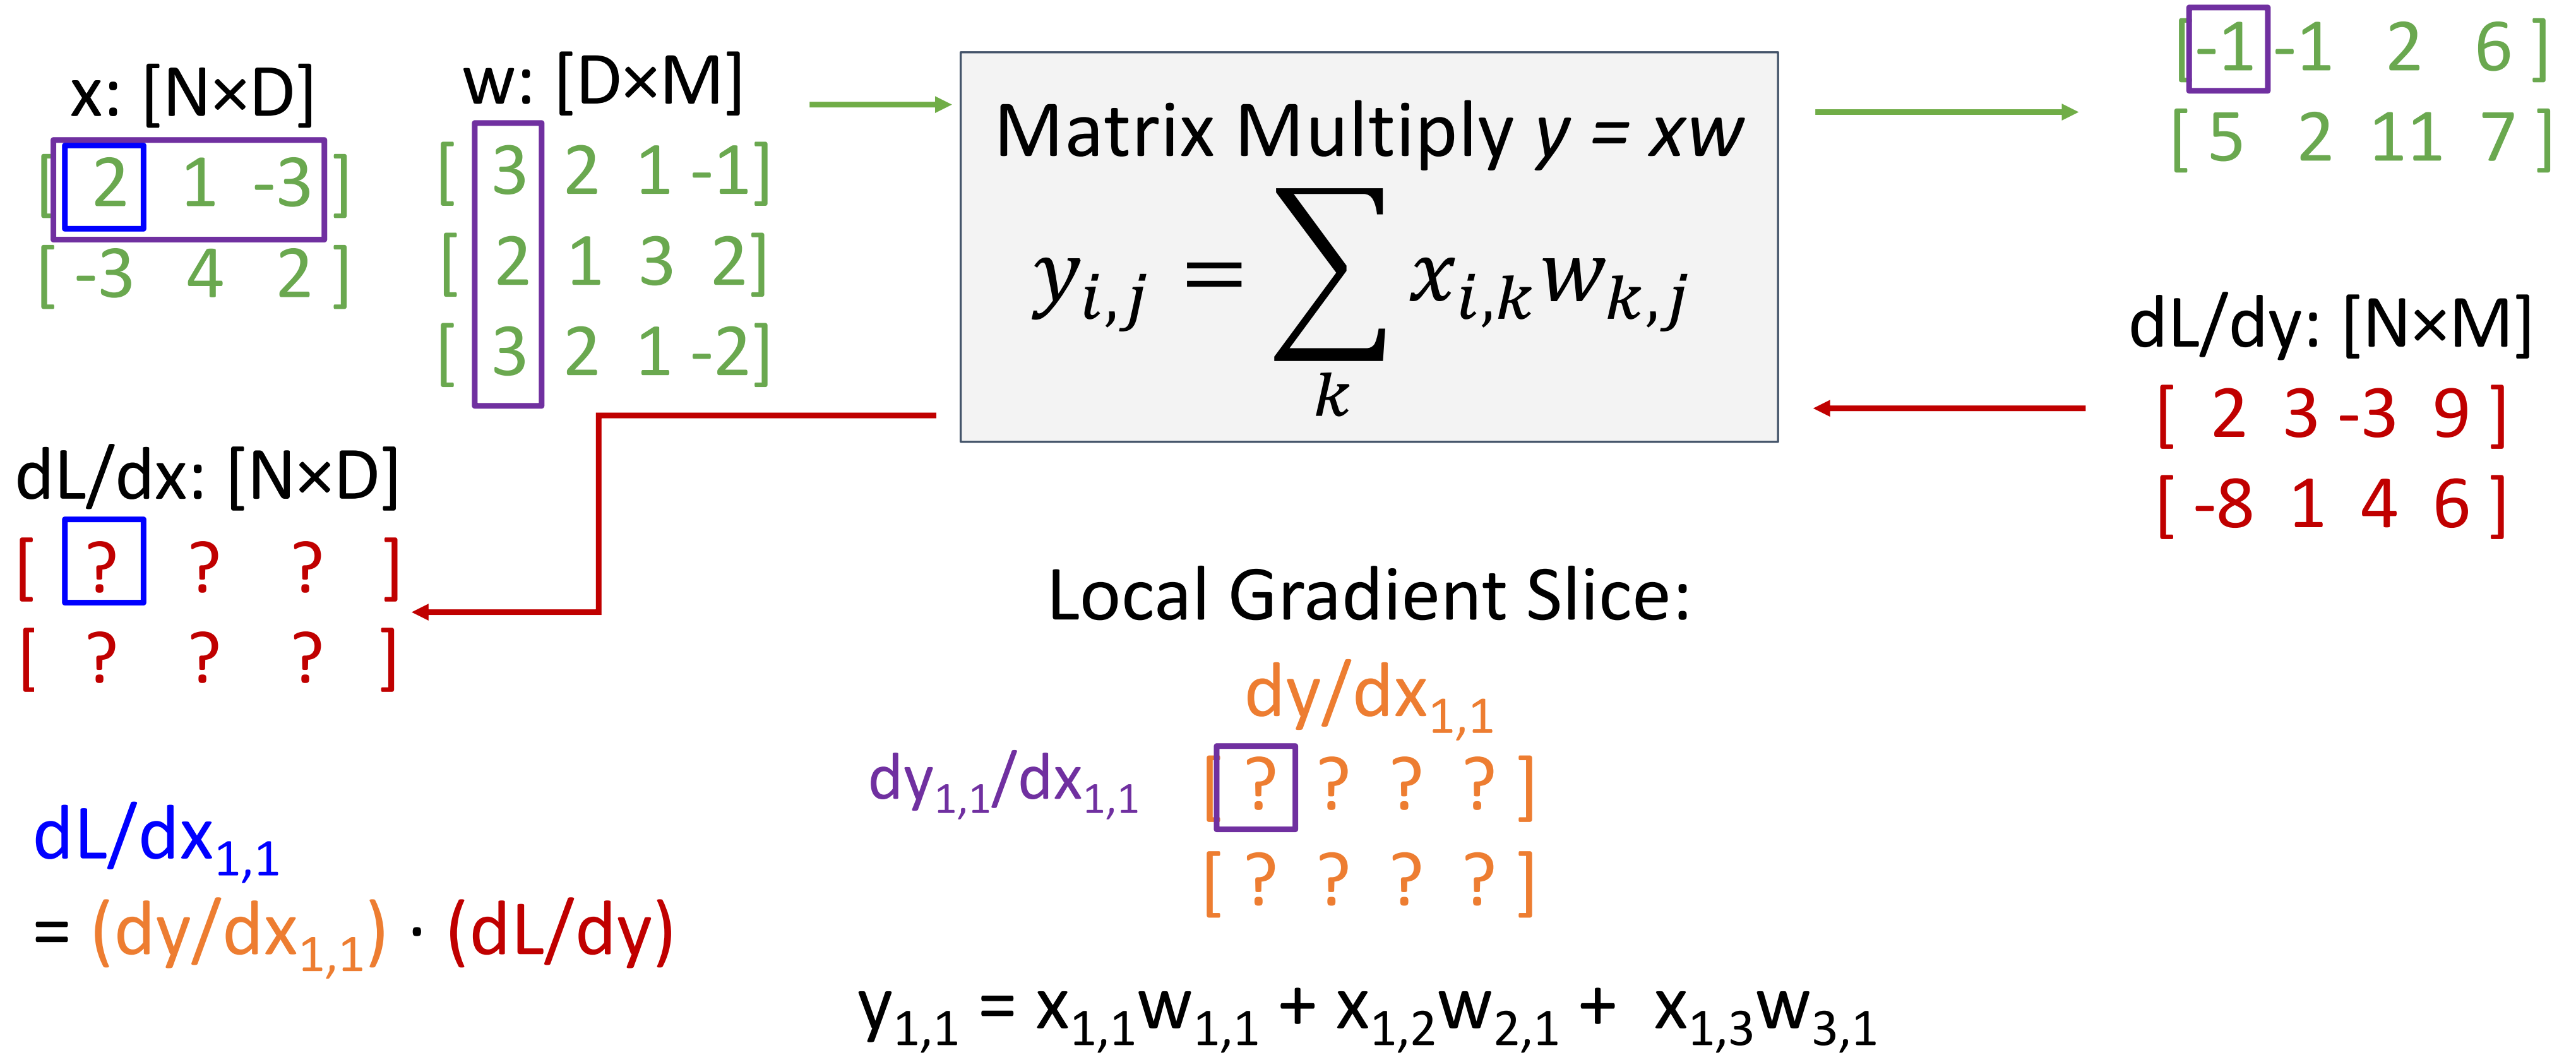 x: [N×D]
[ 2 1 -3 ]
[ -3 4 2 ]
w: [D×M]
[ 3 2 1 -1]
[ 2 1 3 2]
[ 3 2 1 -2]
Matrix Multiply y = xw
y_{i,j} = ∑_k x_{i,k}w_{k,j}
[-1 -1 2 6 ]
[ 5 2 11 7 ]
dL/dy: [N×M]
[ 2 3 -3 9 ]
[ -8 1 4 6 ]
dL/dx: [N×D]
[ ? ? ? ]
[ ? ? ? ]
dL/dx_{1,1}
= (dy/dx_{1,1}) · (dL/dy)
Local Gradient Slice:
dy/dx_{1,1}
dy_{1,1}/dx_{1,1}
[ ? ? ? ? ]
[ ? ? ? ? ]
y_{1,1} = x_{1,1}w_{1,1} + x_{1,2}w_{2,1} + x_{1,3}w_{3,1}